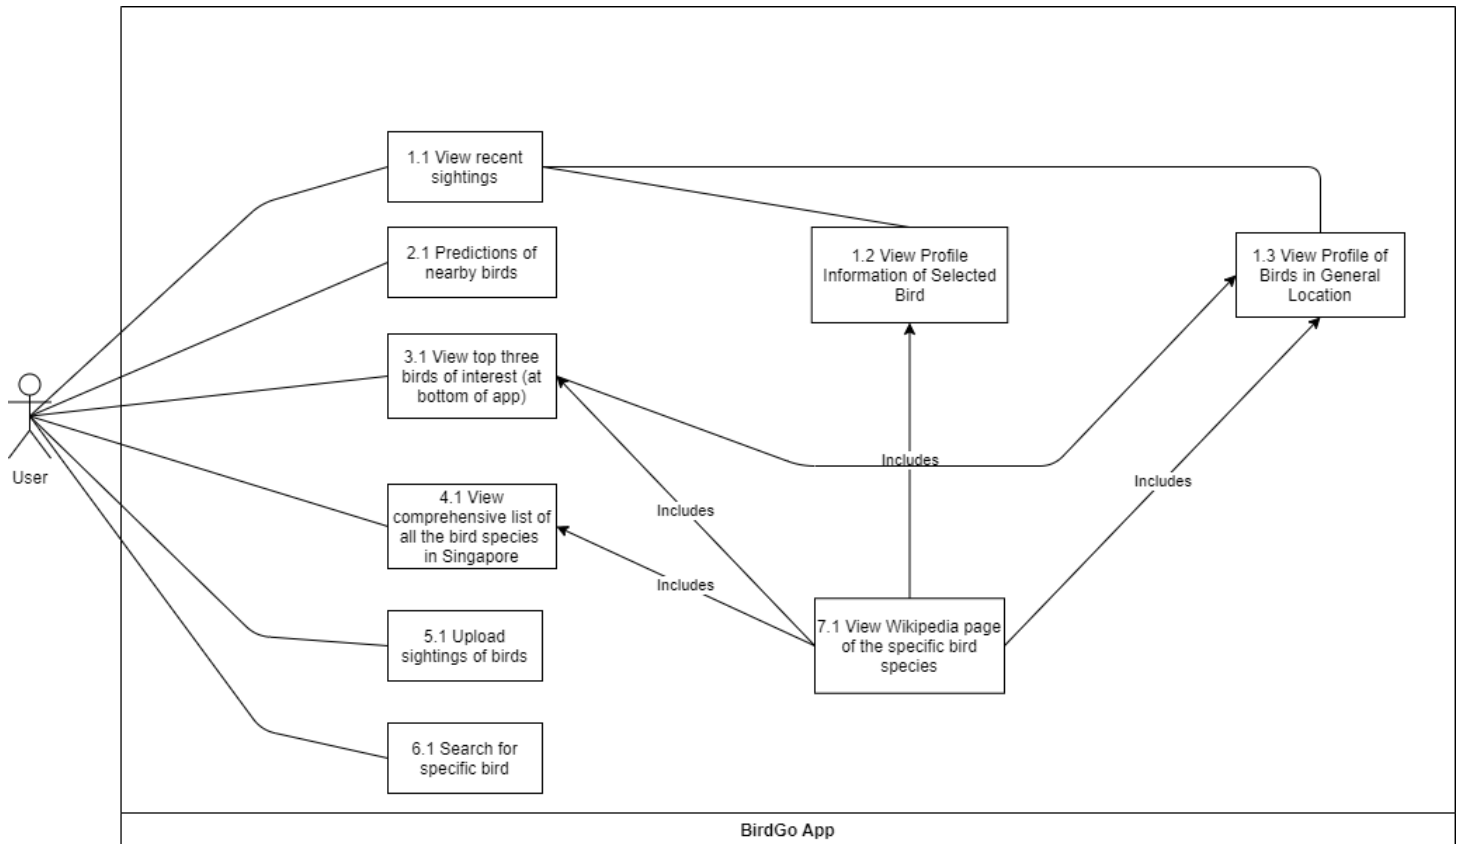 1.1 View recent
sightings
2.1 Predictions of
nearby birds
1.2 View Profile
Information of Selected
Bird
1.3 View Profile of
Birds in General
Location
3.1 View top three
birds of interest (at
bottom of app)
User
Includes
Includes
4.1 View
comprehensive list of
all the bird species
in Singapore
Includes
Includes
5.1 Upload
sightings of birds
7.1 View Wikipedia page
of the specific bird
species
6.1 Search for
specific bird
BirdGo App